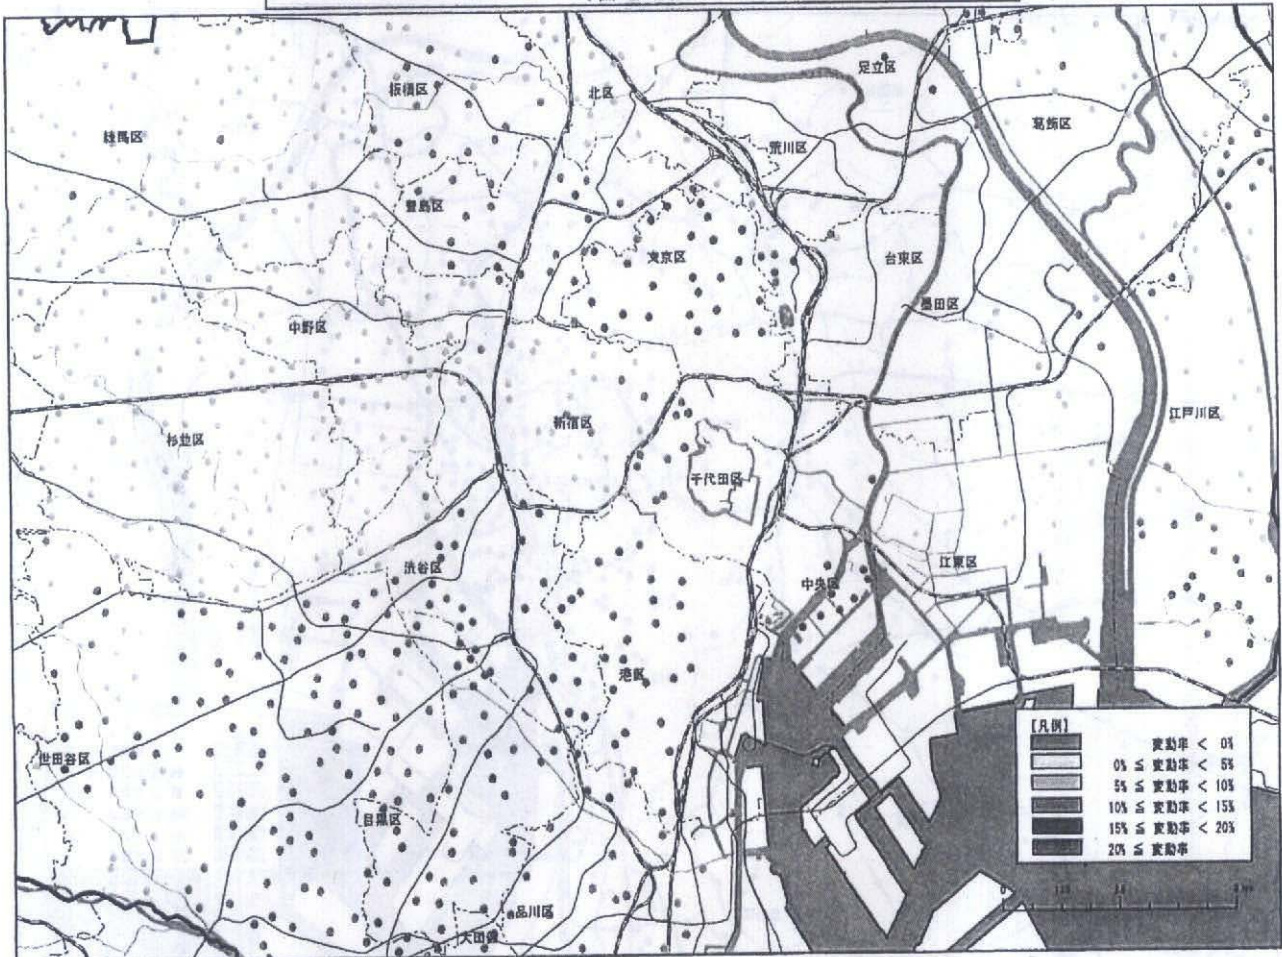 足立区
板橋区
北区
葛飾区
練馬区
荒川区
豊島区
文京区
台東区
墨田区
中野区
江戸川区
新宿区
杉並区
千代田区
江東区
渋谷区
中央区
港区
世田谷区
目黒区
品川区
大田区
[凡例]
変動率 < 0%
0% ≦ 変動率 < 5%
5% ≦ 変動率 < 10%
10% ≦ 変動率 < 15%
15% ≦ 変動率 < 20%
20% ≦ 変動率
0